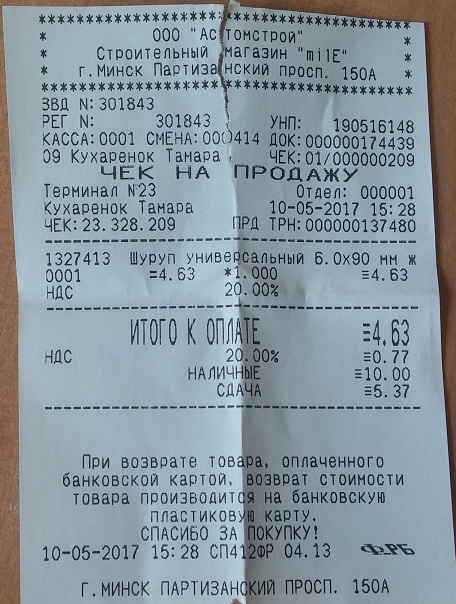 ************************************
* ООО "Астомстрой" *
* Строительный магазин "milE" *
* г.Минск Партизанский просп. 150А *
************************************
ЗВД N:301843
РЕГ N: 301843 УНП: 190516148
КАССА:0001 СМЕНА:000414 ДОК:000000174439
09 Кухаренок Тамара ЧЕК:01/000000209
ЧЕК НА ПРОДАЖУ
Терминал №23 Отдел: 000001
Кухаренок Тамара 10-05-2017 15:28
ЧЕК:23.328.209 ПРД ТРН:000000137480
1327413 Шуруп универсальный 6.0х90 мм ж
0001 ≡4.63 *1.000 ≡4.63
НДС 20.00%
ИТОГО К ОПЛАТЕ ≡4.63
НДС 20.00% ≡0.77
НАЛИЧНЫЕ ≡10.00
СДАЧА ≡5.37
При возврате товара, оплаченного
банковской картой, возврат стоимости
товара производится на банковскую
пластиковую карту.
СПАСИБО ЗА ПОКУПКУ!
10-05-2017 15:28 СП412ФР 04.13 ФРБ
Г.МИНСК ПАРТИЗАНСКИЙ ПРОСП. 150А